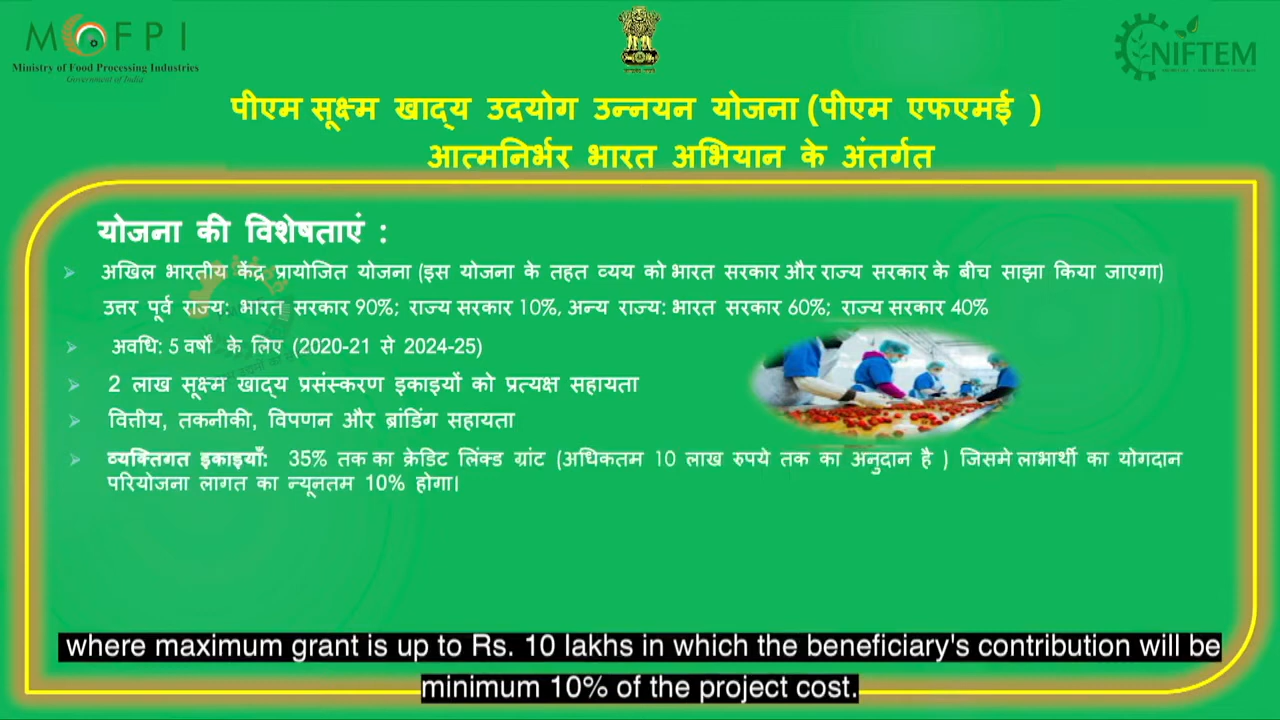 MOFPI
Ministry of Food Processing Industries
Government of India
NIFTEM
पीएम सूक्ष्म खाद्य उदयोग उन्नयन योजना (पीएम एफएमई )
आत्मनिर्भर भारत अभियान के अंतर्गत
योजना की विशेषताएं :
अखिल भारतीय केंद्र प्रायोजित योजना (इस योजना के तहत व्यय को भारत सरकार और राज्य सरकार के बीच साझा किया जाएगा)
उत्तर पूर्व राज्य: भारत सरकार 90%; राज्य सरकार 10%, अन्य राज्य: भारत सरकार 60%; राज्य सरकार 40%
अवधि: 5 वर्षों के लिए (2020-21 से 2024-25)
2 लाख सूक्ष्म खाद्य प्रसंस्करण इकाइयों को प्रत्यक्ष सहायता
वित्तीय, तकनीकी, विपणन और ब्रांडिंग सहायता
व्यक्तिगत इकाइयाँ: 35% तक का क्रेडिट लिंक्ड ग्रांट (अधिकतम 10 लाख रुपये तक का अनुदान है ) जिसमे लाभार्थी का योगदान
परियोजना लागत का न्यूनतम 10% होगा।
where maximum grant is up to Rs. 10 lakhs in which the beneficiary's contribution will be
minimum 10% of the project cost.